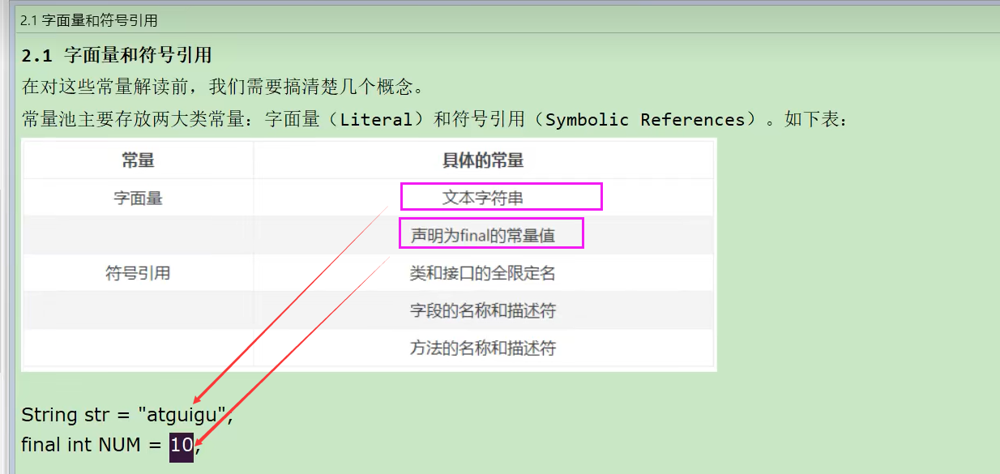 2.1 字面量和符号引用
2.1 字面量和符号引用
在对这些常量解读前，我们需要搞清楚几个概念。
常量池主要存放两大类常量：字面量（Literal）和符号引用（Symbolic References）。如下表：
常量 具体的常量
字面量 文本字符串
声明为final的常量值
符号引用 类和接口的全限定名
字段的名称和描述符
方法的名称和描述符
String str = "atguigu";
final int NUM = 10;